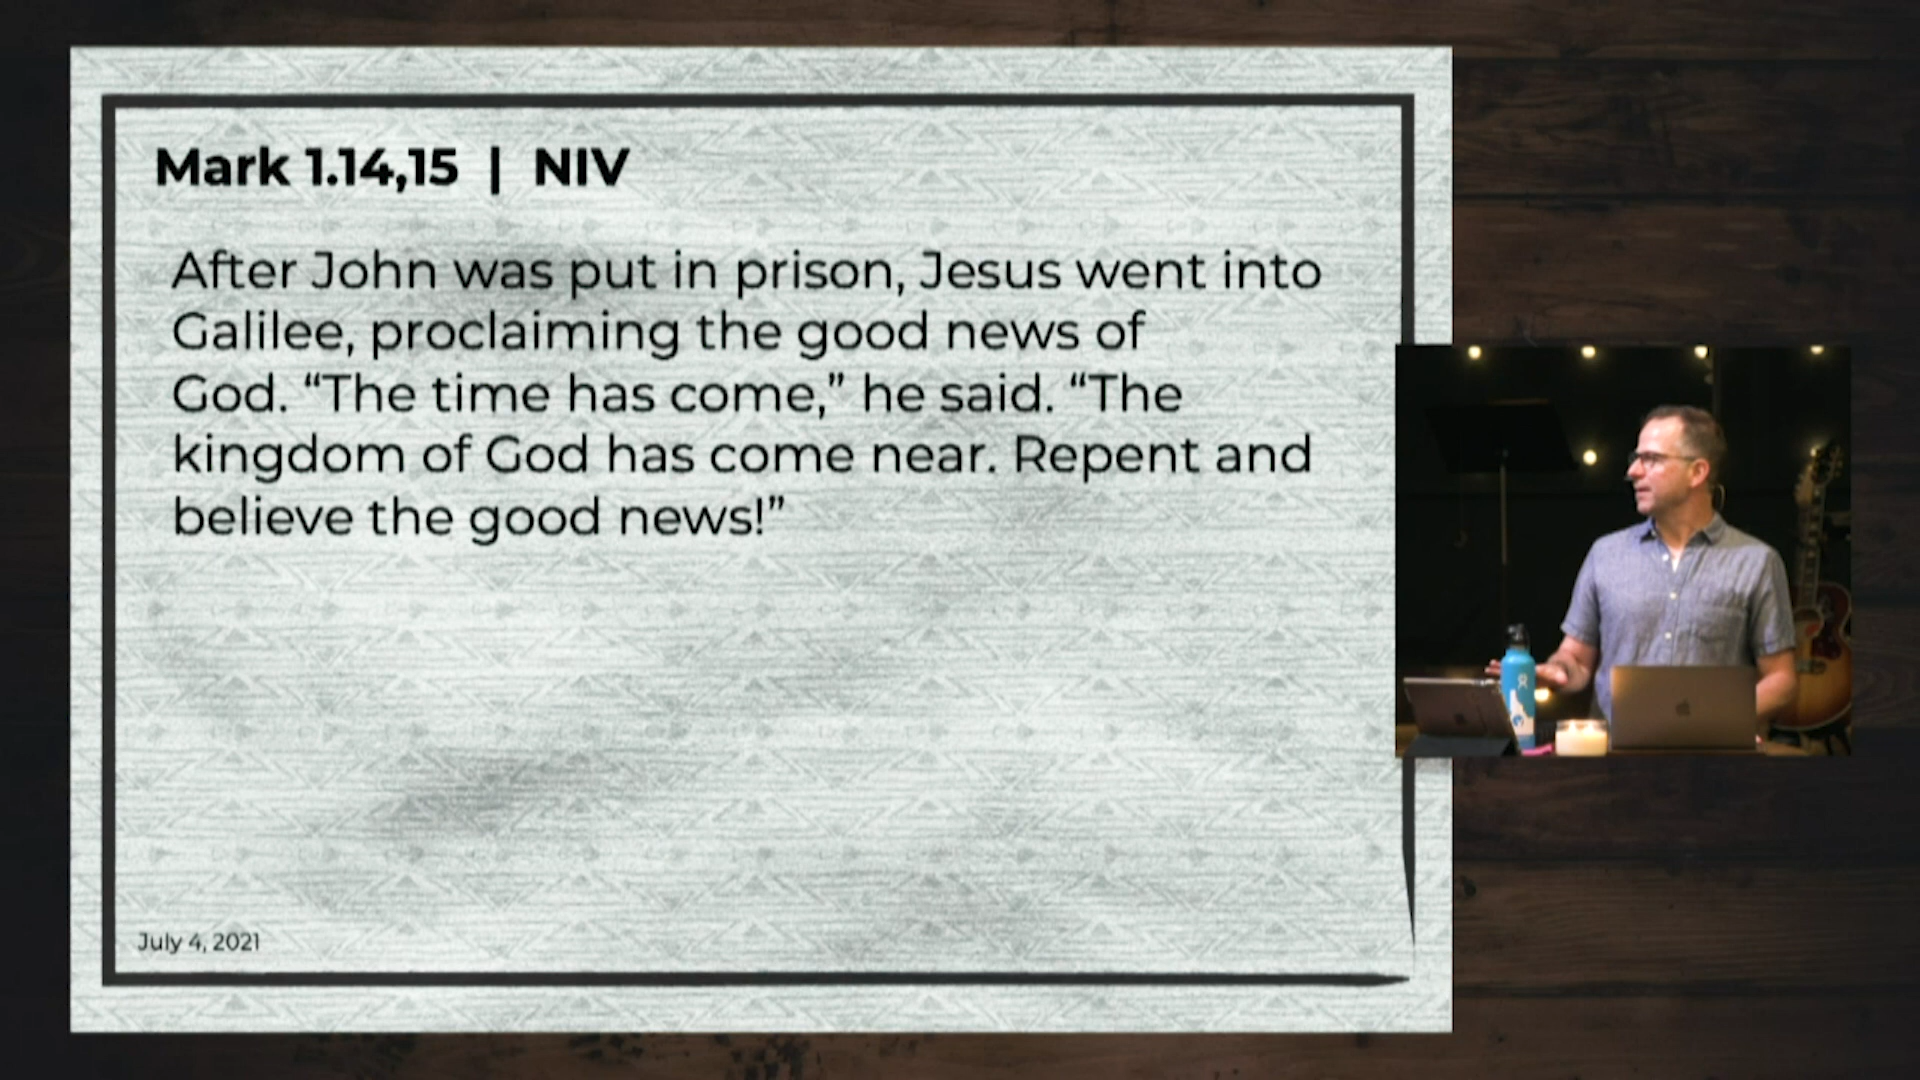 Mark 1.14,15 | NIV
After John was put in prison, Jesus went into
Galilee, proclaiming the good news of
God. “The time has come,” he said. “The
kingdom of God has come near. Repent and
believe the good news!”
July 4, 2021